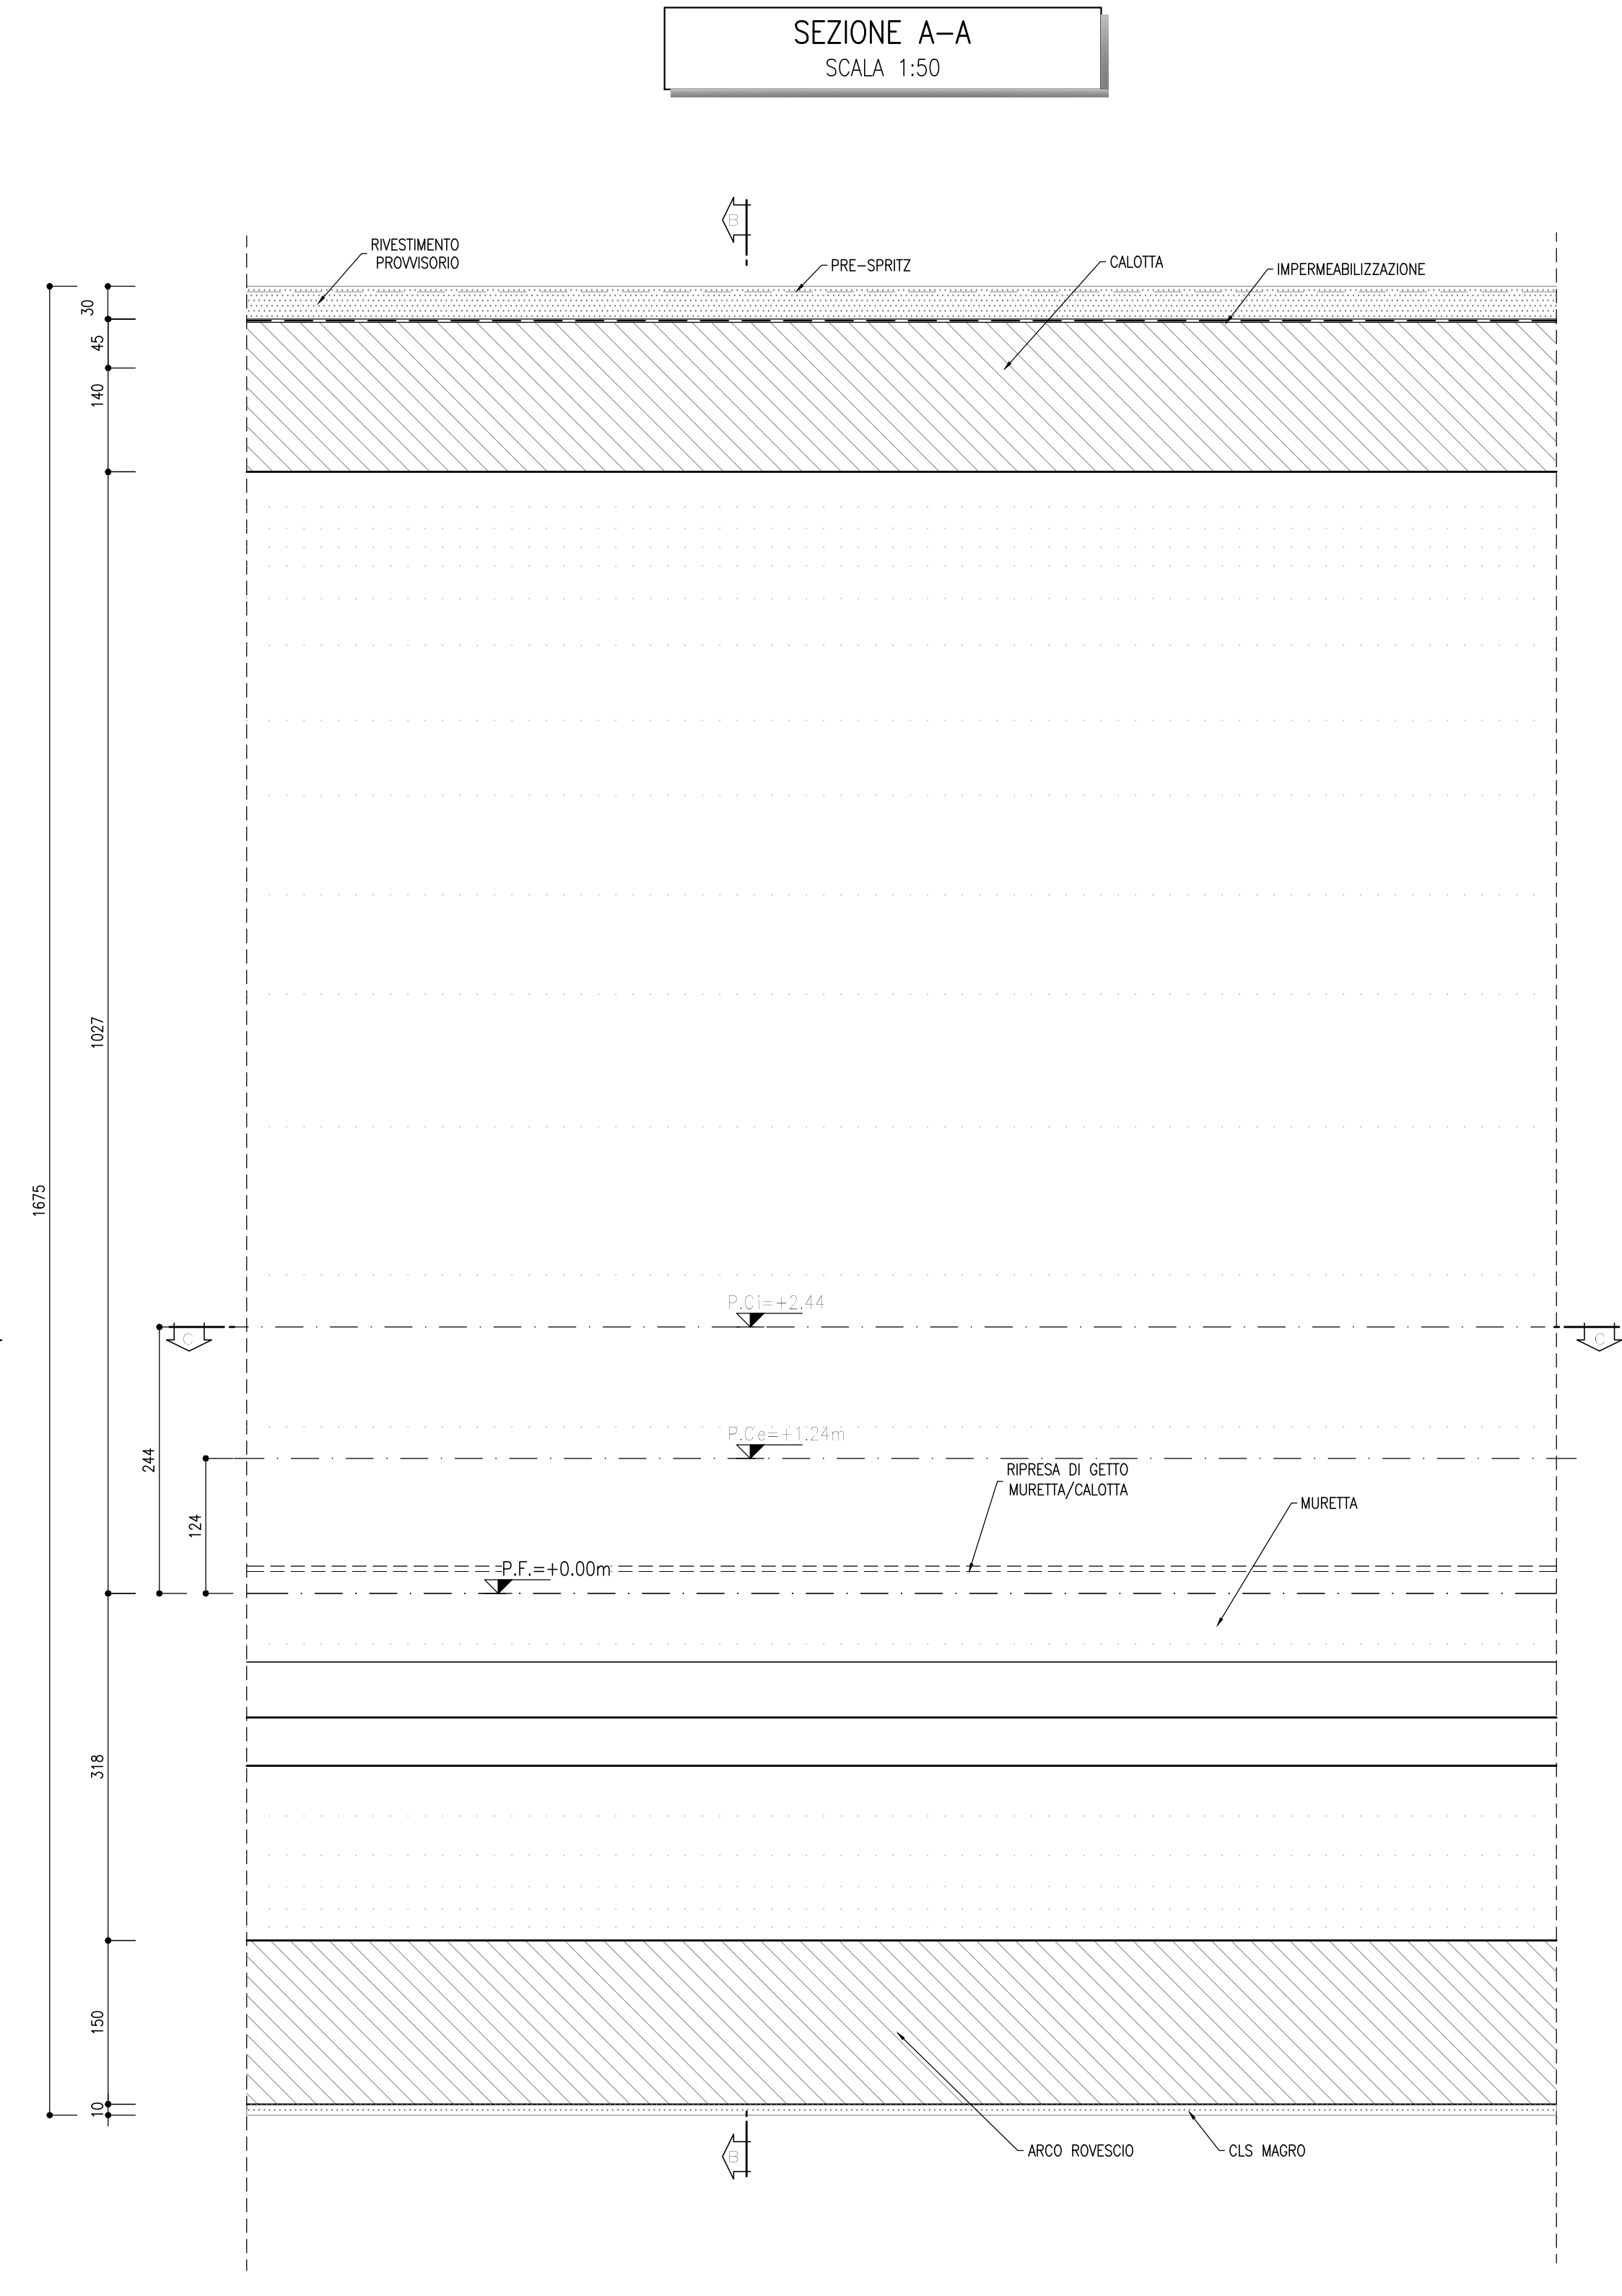 SEZIONE A-A
SCALA 1:50
B
RIVESTIMENTO
PROVVISORIO
PRE-SPRITZ
CALOTTA
IMPERMEABILIZZAZIONE
30
45
140
1027
1675
P.Ci=+2.44
C
C
P.Ce=+1.24m
244
RIPRESA DI GETTO
MURETTA/CALOTTA
MURETTA
124
P.F.=+0.00m
318
150
10
B
ARCO ROVESCIO
CLS MAGRO